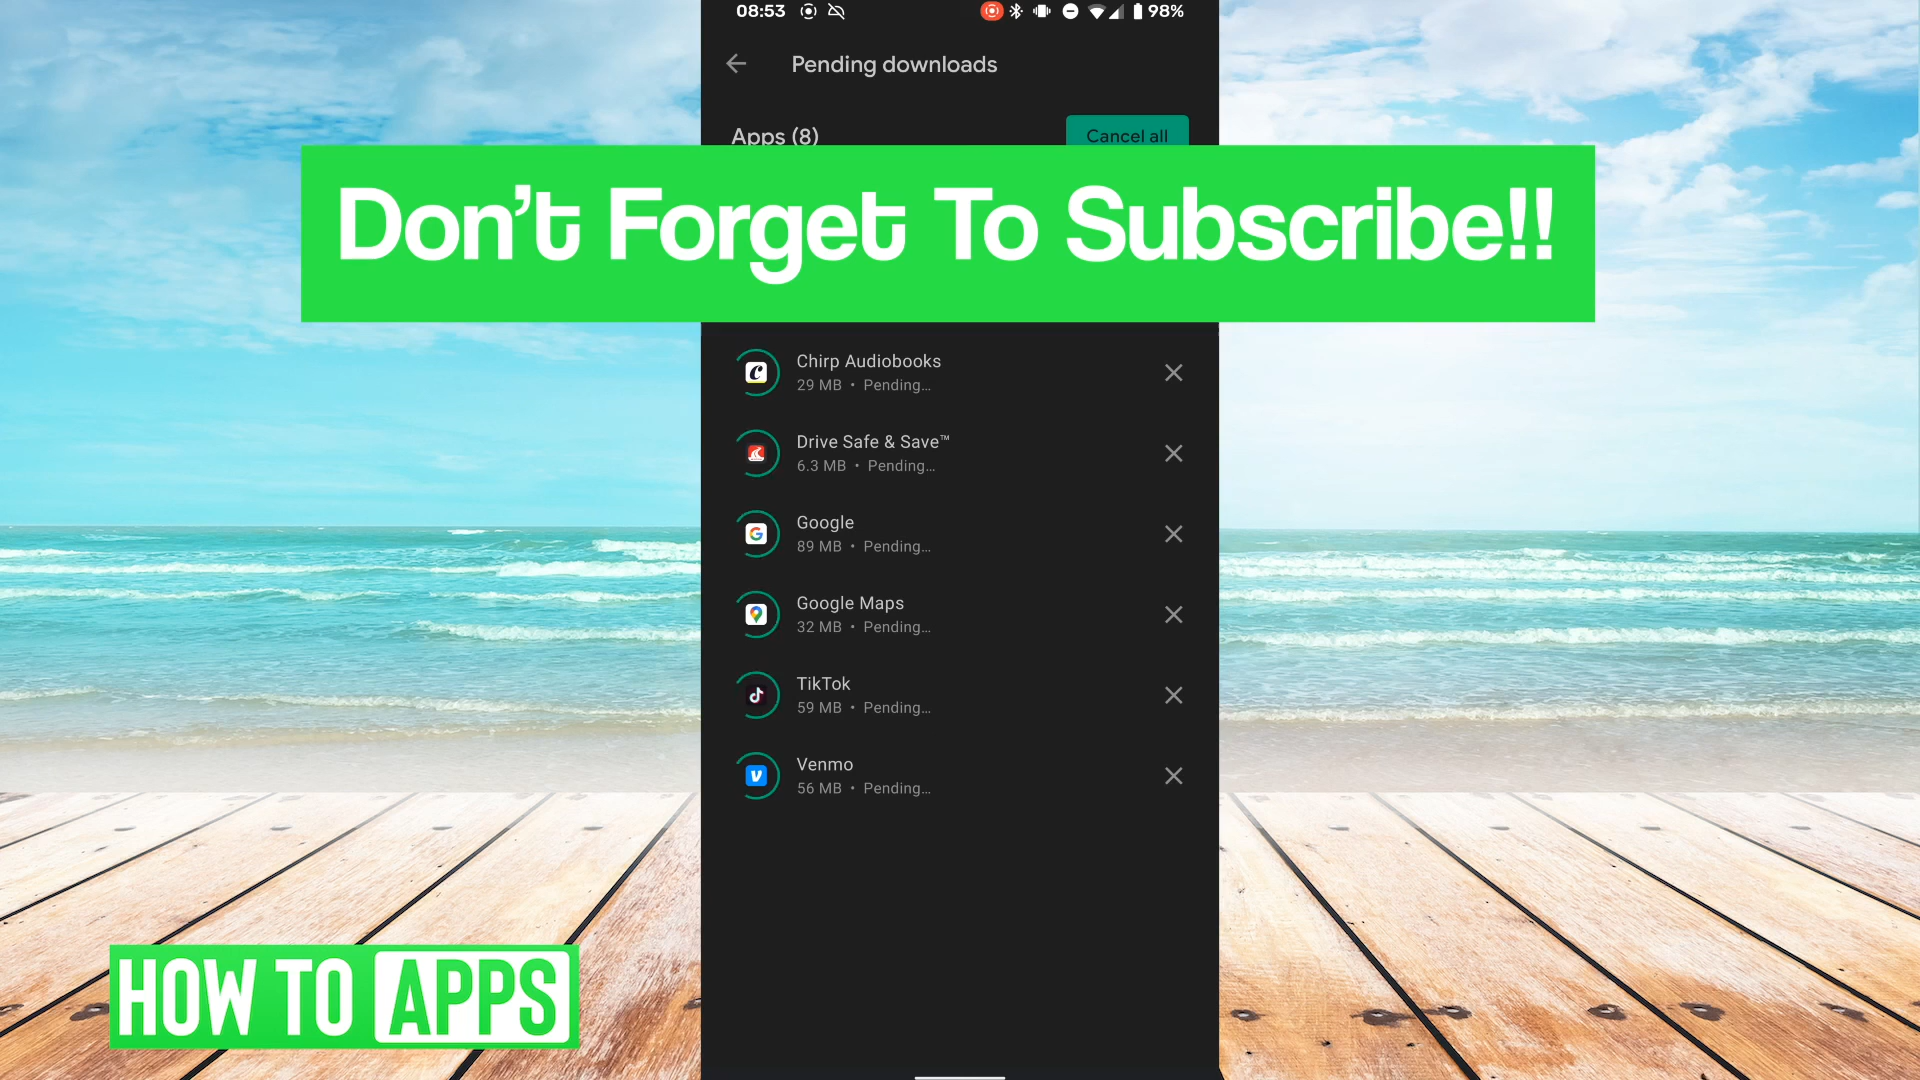 08:53
98%
Pending downloads
Apps (8)
Cancel all
Don't Forget To Subscribe!!
Chirp Audiobooks
29 MB • Pending...
Drive Safe & Save™
6.3 MB • Pending...
Google
89 MB • Pending...
Google Maps
32 MB • Pending...
TikTok
59 MB • Pending...
Venmo
56 MB • Pending...
HOW TO APPS